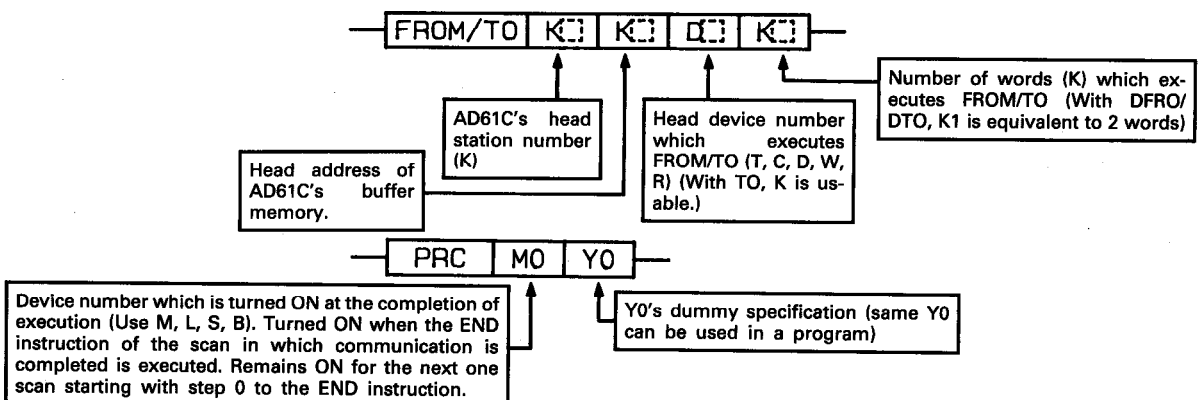 FROM/TO K K D K
Number of words (K) which ex-
ecutes FROM/TO (With DFRO/
DTO, K1 is equivalent to 2 words)
AD61C's head
station number
(K)
Head device number
which executes
FROM/TO (T, C, D, W,
R) (With TO, K is us-
able.)
Head address of
AD61C's buffer
memory.
PRC M0 Y0
Device number which is turned ON at the completion of
execution (Use M, L, S, B). Turned ON when the END
instruction of the scan in which communication is
completed is executed. Remains ON for the next one
scan starting with step 0 to the END instruction.
Y0's dummy specification (same Y0
can be used in a program)